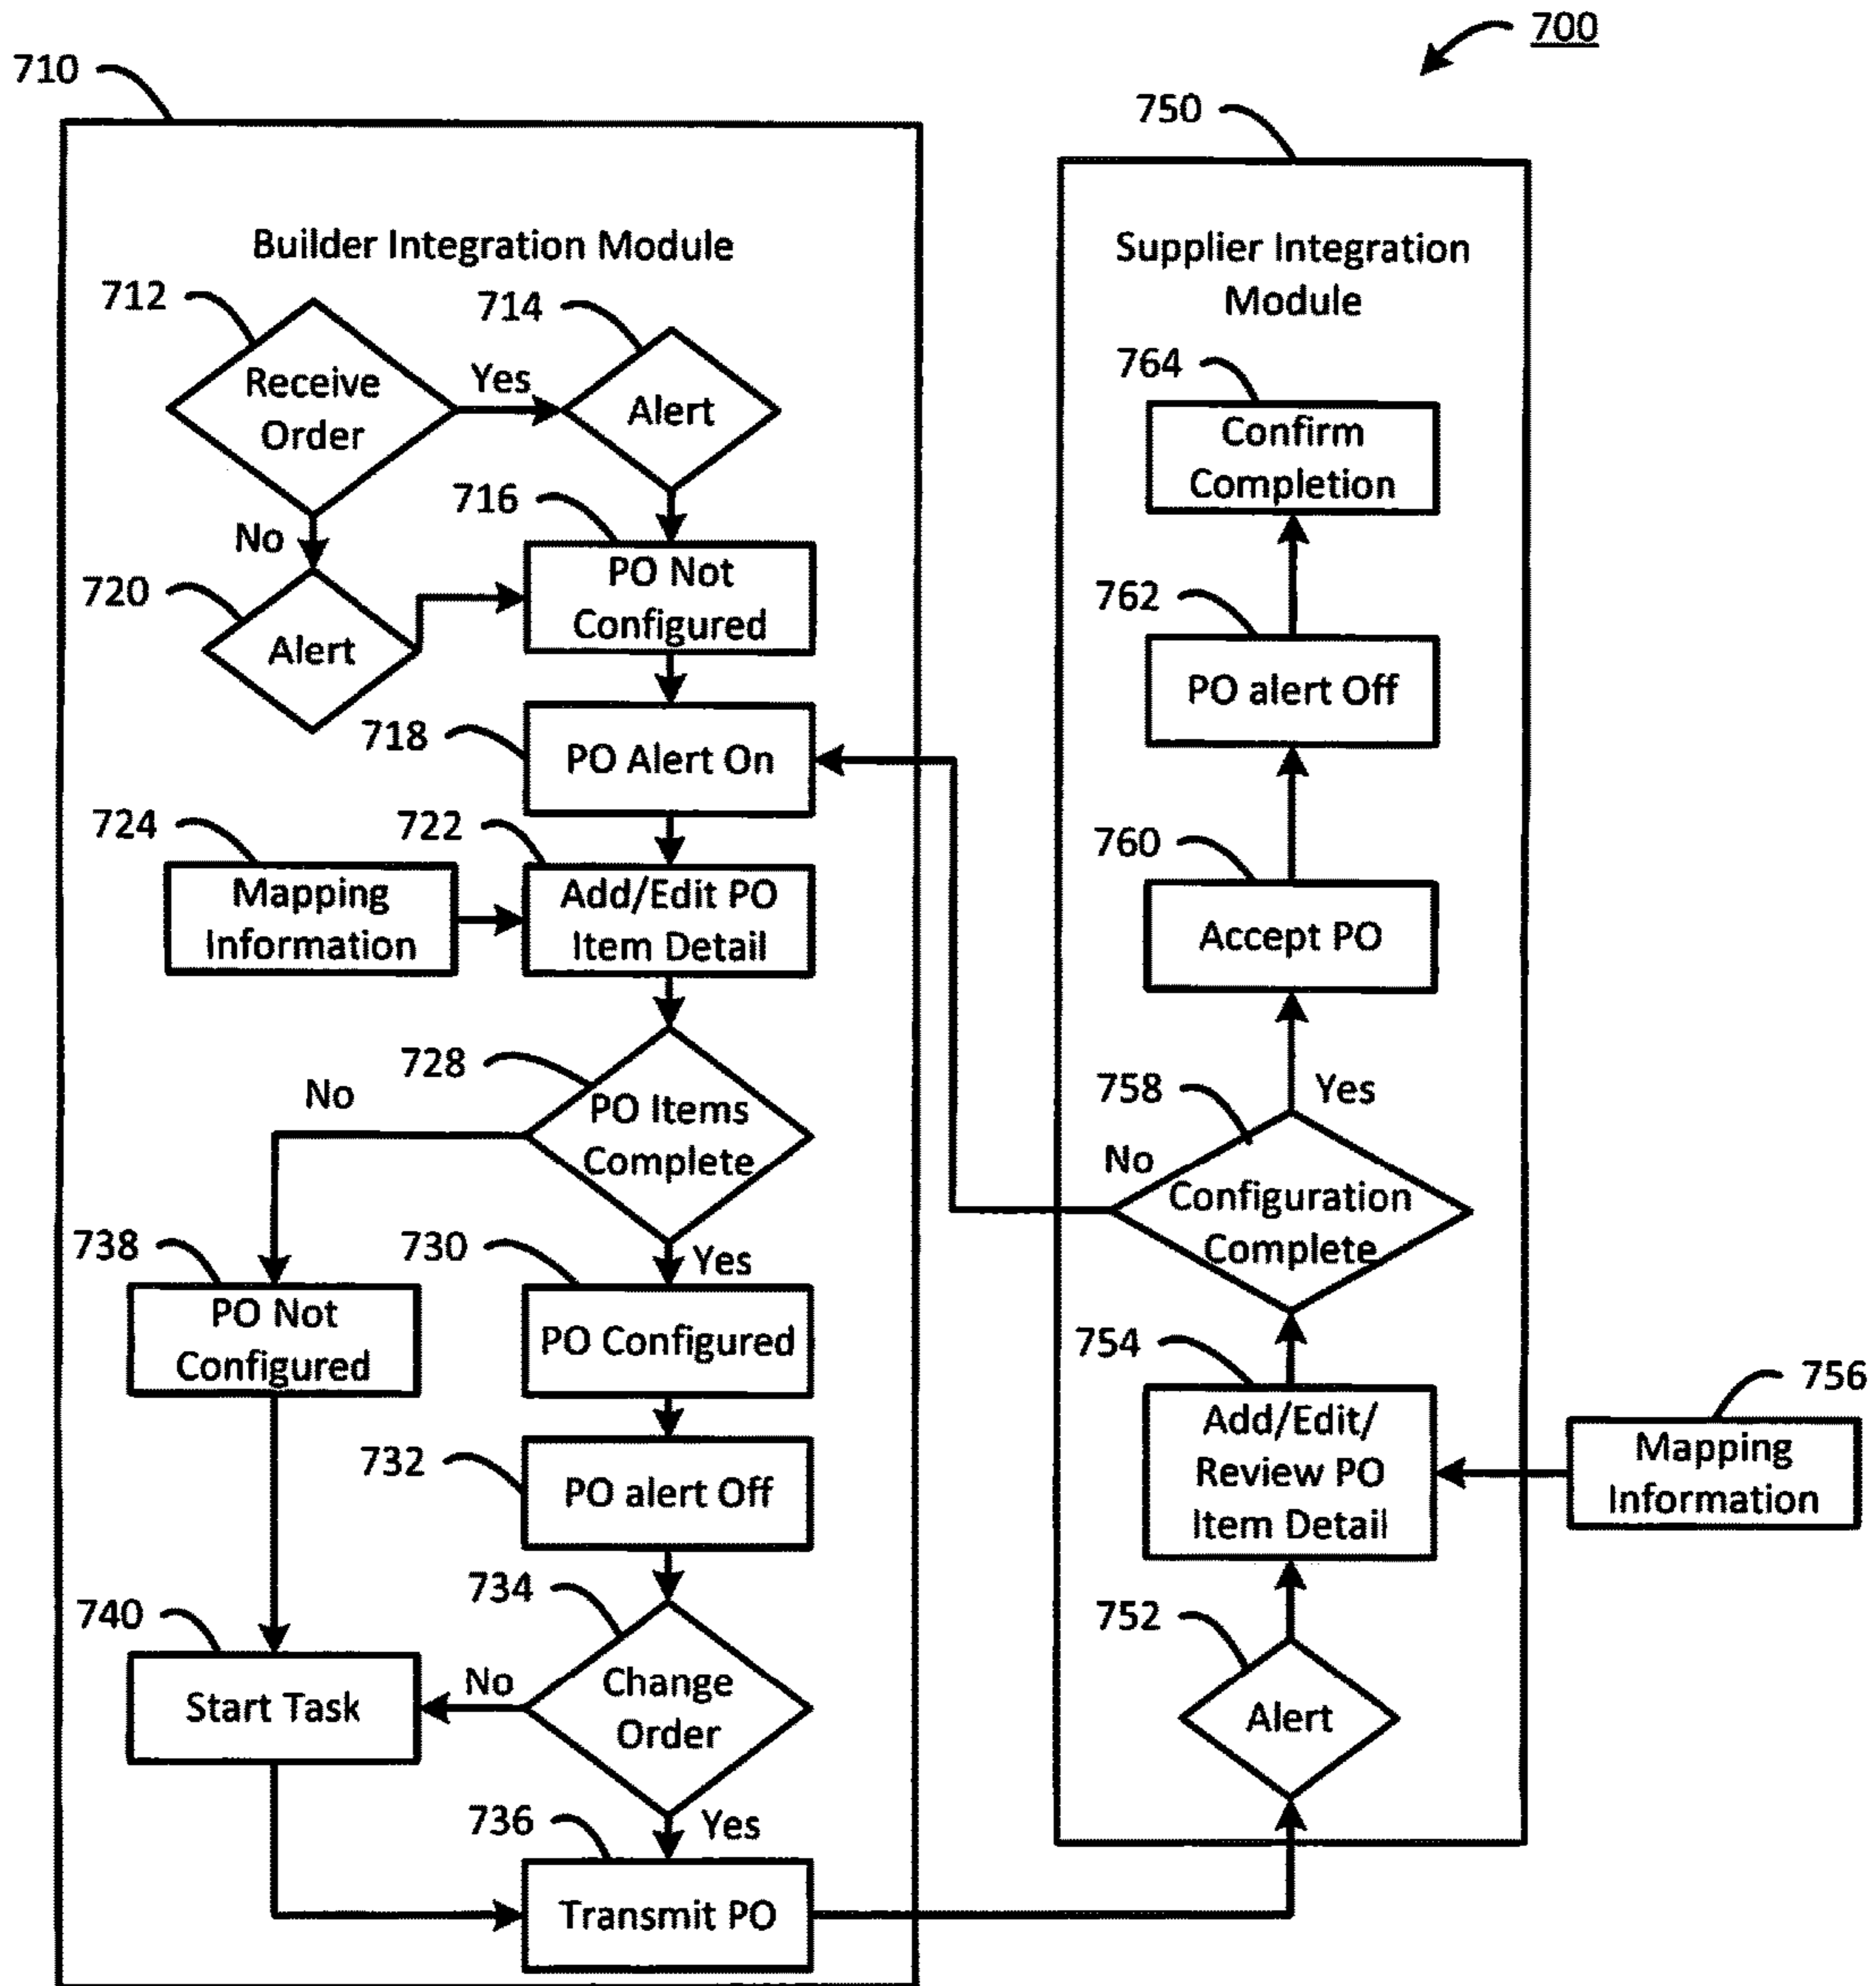 700
710
750
Builder Integration Module
Supplier Integration
Module
712
714
Receive
Order
Yes
Alert
No
716
720
Alert
PO Not
Configured
718
PO Alert On
724
722
Mapping
Information
Add/Edit PO
Item Detail
728
No
PO Items
Complete
Yes
738
730
PO Not
Configured
PO Configured
732
PO alert Off
734
740
Start Task
No
Change
Order
Yes
736
Transmit PO
764
Confirm
Completion
762
PO alert Off
760
Accept PO
758
Yes
No
Configuration
Complete
754
756
Add/Edit/
Review PO
Item Detail
Mapping
Information
752
Alert